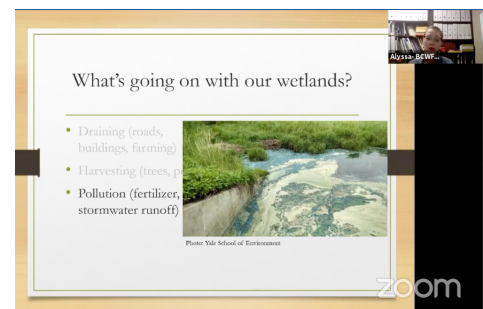 Alyssa- BCWF...
What's going on with our wetlands?
• Draining (roads,
buildings, farming)
• Harvesting (trees,
• Pollution (fertilizer,
stormwater runoff)
Photo: Yale School of Environment
zoom